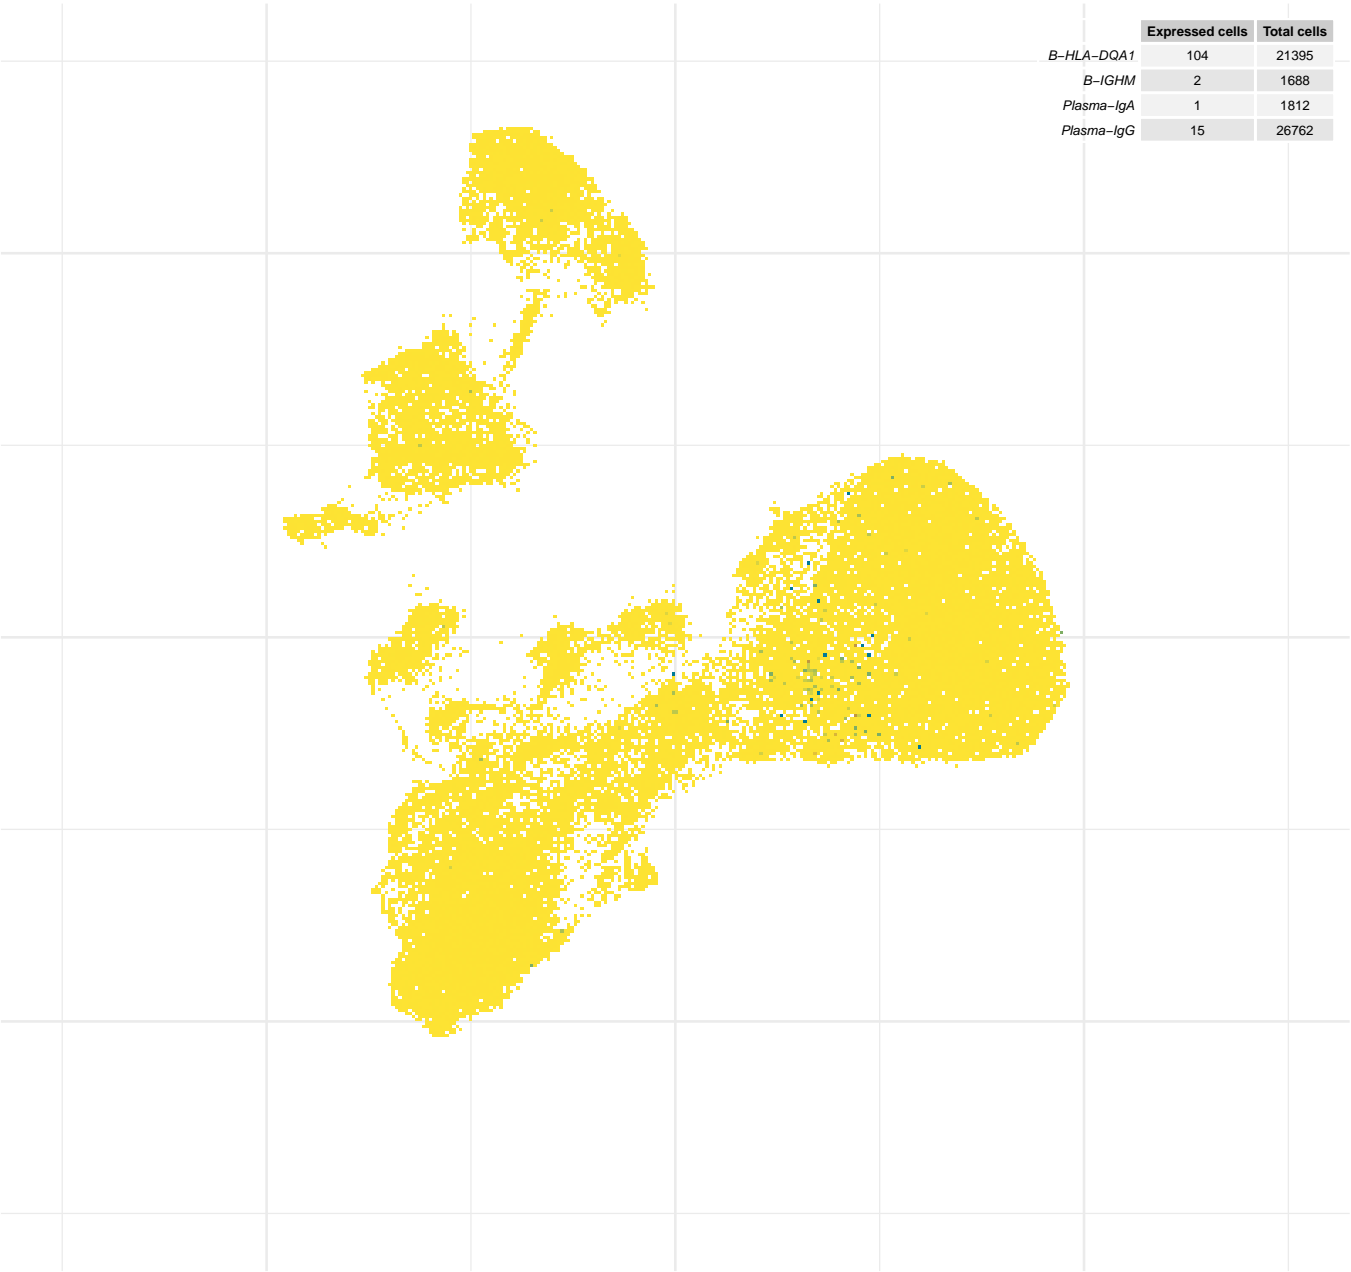 Expressed cells Total cells
B−HLA−DQA1 104 21395
B−IGHM 2 1688
Plasma−IgA 1 1812
Plasma−IgG 15 26762